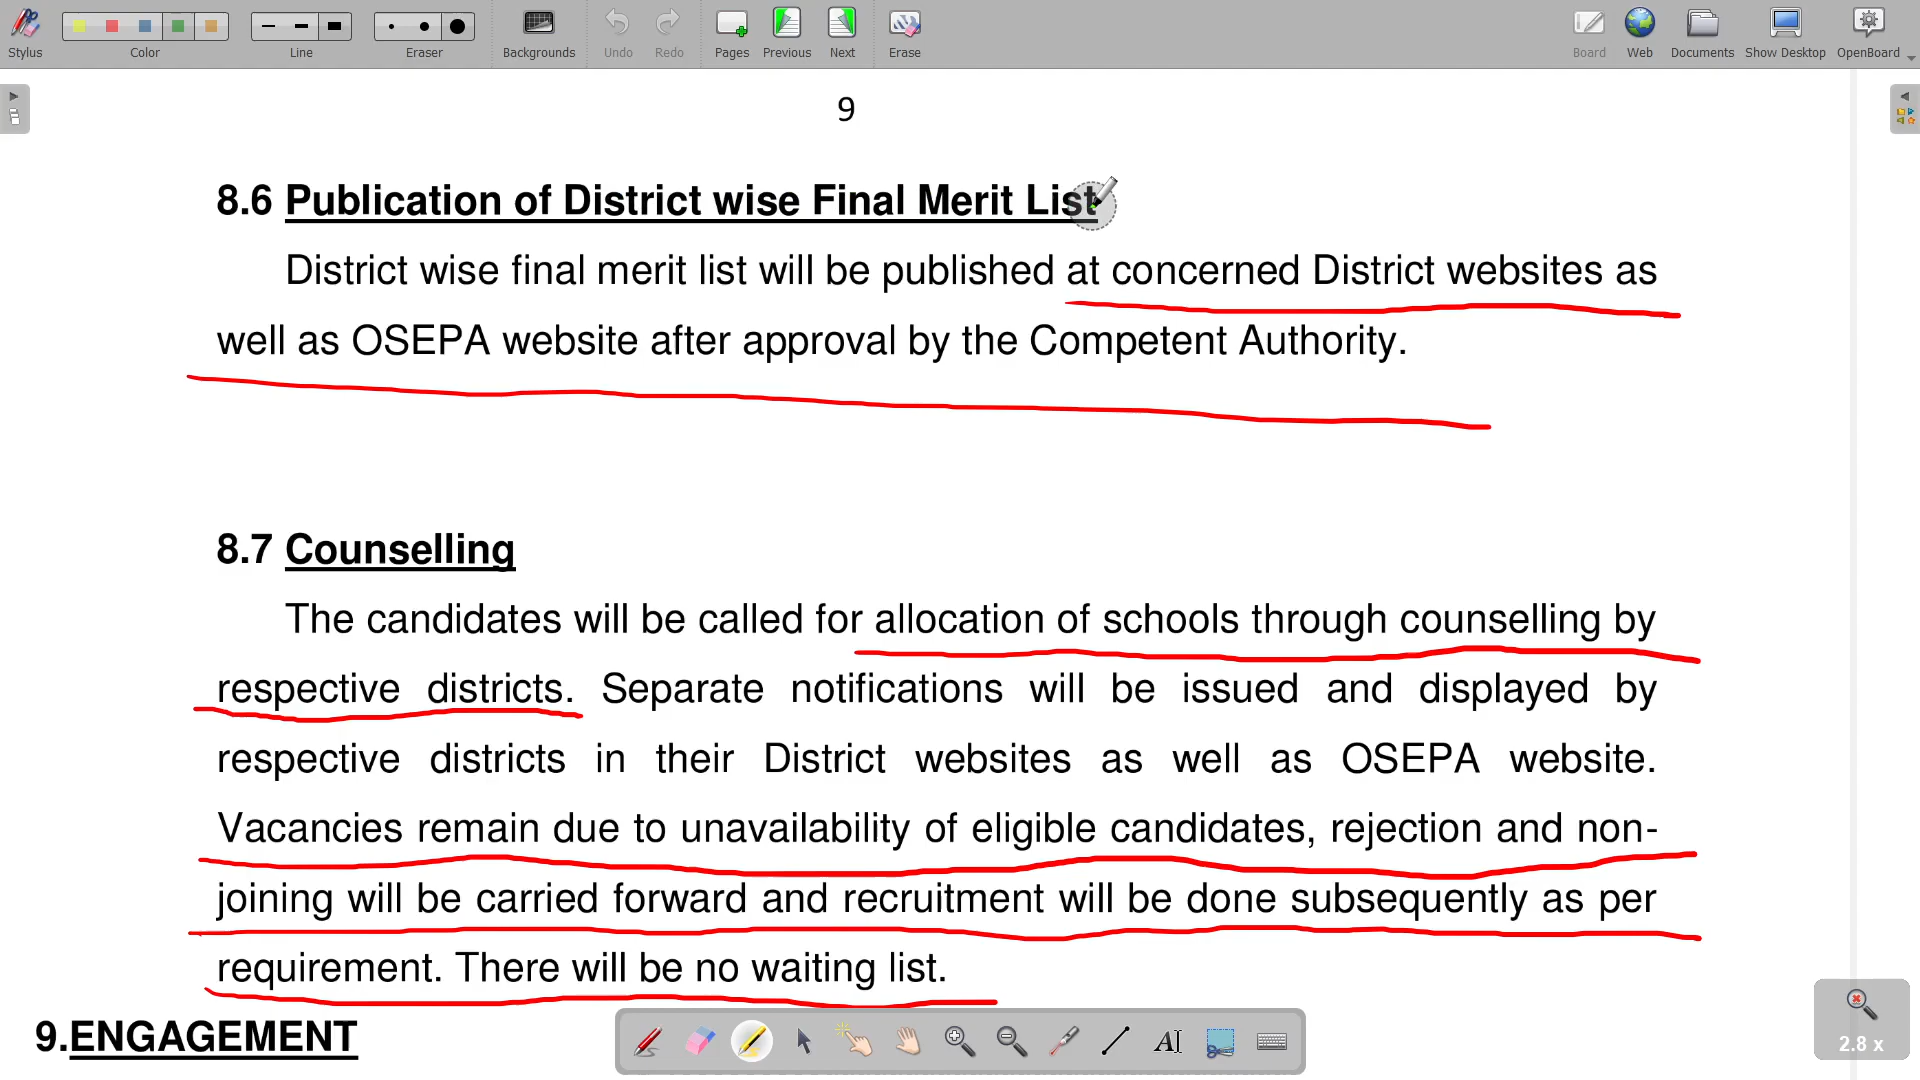 Stylus Color Line Eraser Backgrounds Undo Redo Pages Previous Next Erase Board Web Documents Show Desktop OpenBoard
9
8.6 Publication of District wise Final Merit List
District wise final merit list will be published at concerned District websites as
well as OSEPA website after approval by the Competent Authority.
8.7 Counselling
The candidates will be called for allocation of schools through counselling by
respective districts. Separate notifications will be issued and displayed by
respective districts in their District websites as well as OSEPA website.
Vacancies remain due to unavailability of eligible candidates, rejection and non-
joining will be carried forward and recruitment will be done subsequently as per
requirement. There will be no waiting list.
9.ENGAGEMENT
AI
2.8 x